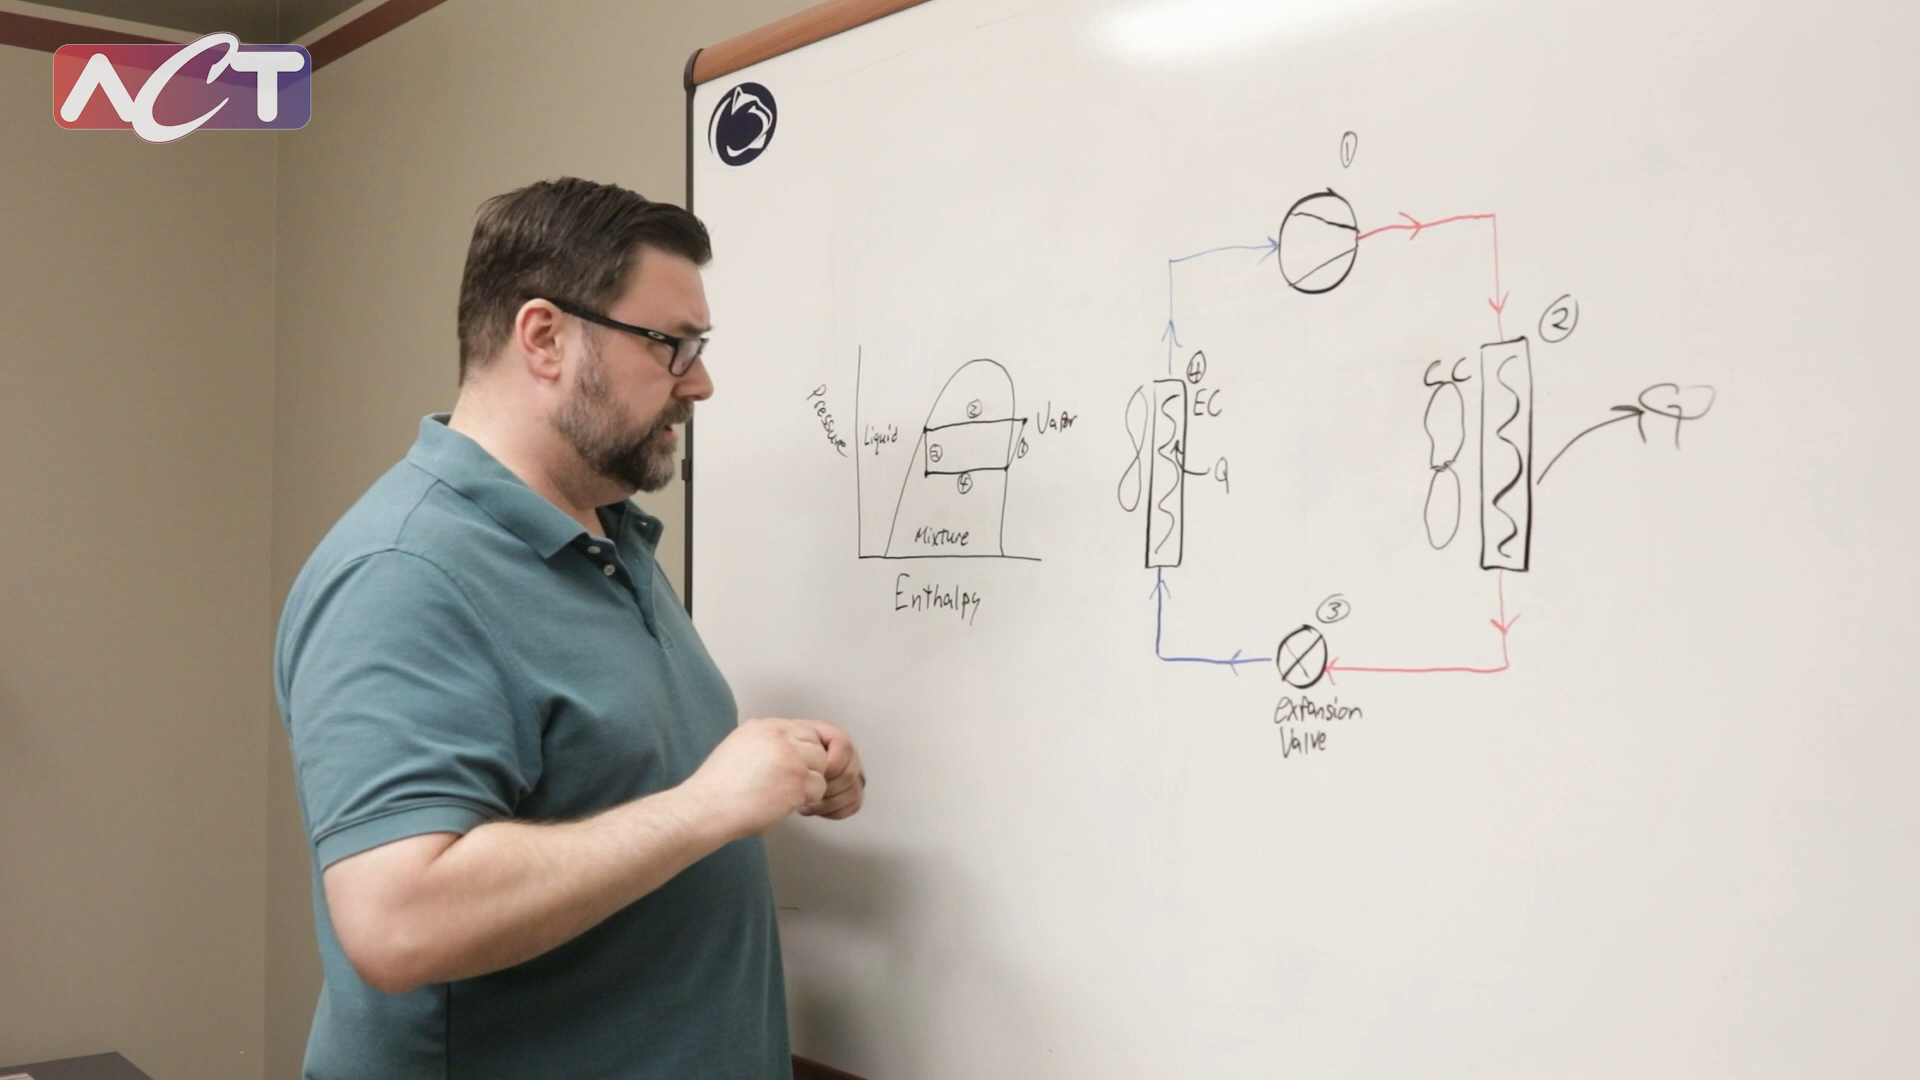 ACT
①
②
Pressure
Liquid
②
Vapor
③
①
④
Mixture
Enthalpy
④
EC
Q
CC
Q
③
expansion
Valve